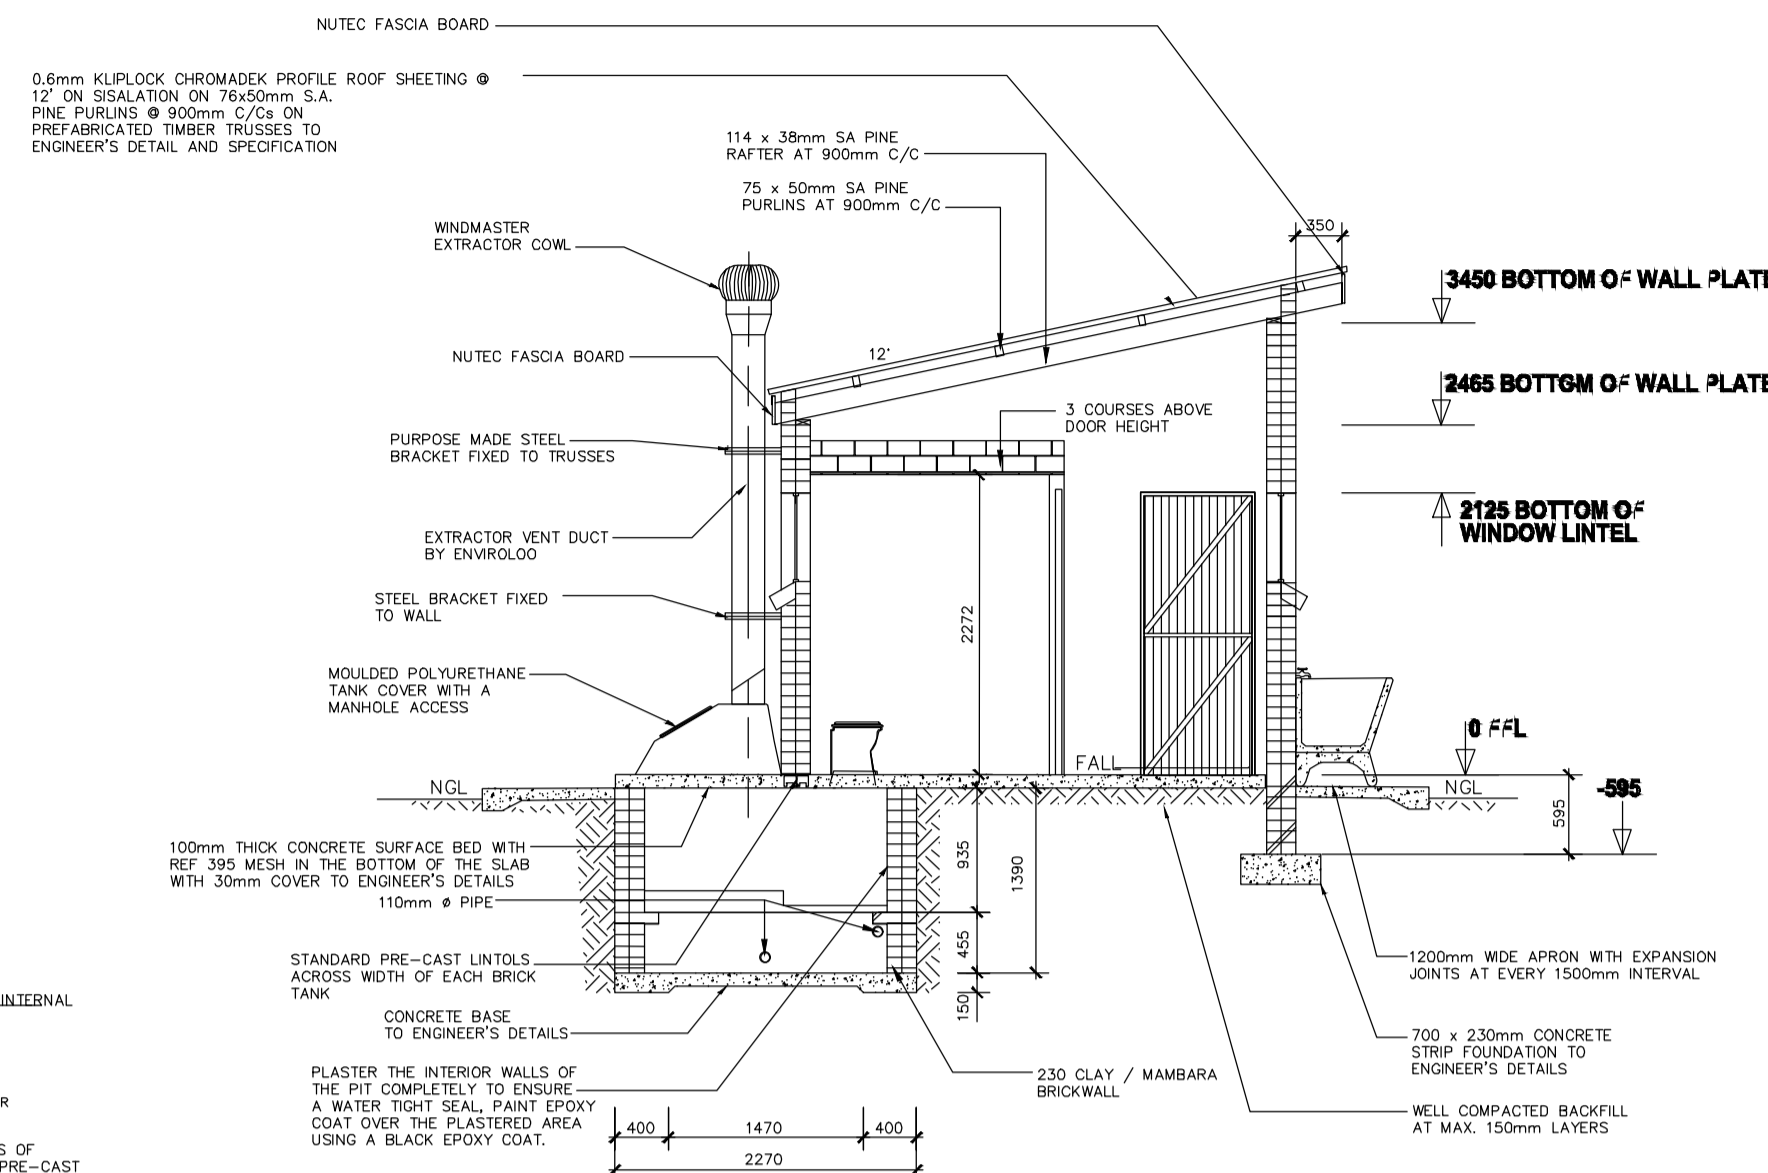 NUTEC FASCIA BOARD
0.6mm KLIPLOCK CHROMADEK PROFILE ROOF SHEETING @
12° ON SISALATION ON 76x50mm S.A.
PINE PURLINS @ 900mm C/Cs ON
PREFABRICATED TIMBER TRUSSES TO
ENGINEER'S DETAIL AND SPECIFICATION
114 x 38mm SA PINE
RAFTER AT 900mm C/C
75 x 50mm SA PINE
PURLINS AT 900mm C/C
WINDMASTER
EXTRACTOR COWL
350
3450 BOTTOM OF WALL PLATE
NUTEC FASCIA BOARD
12°
2465 BOTTOM OF WALL PLATE
3 COURSES ABOVE
DOOR HEIGHT
PURPOSE MADE STEEL
BRACKET FIXED TO TRUSSES
2125 BOTTOM OF
WINDOW LINTEL
EXTRACTOR VENT DUCT
BY ENVIROLOO
STEEL BRACKET FIXED
TO WALL
2272
MOULDED POLYURETHANE
TANK COVER WITH A
MANHOLE ACCESS
0 FFL
FALL
NGL
NGL
-595
595
100mm THICK CONCRETE SURFACE BED WITH
REF 395 MESH IN THE BOTTOM OF THE SLAB
WITH 30mm COVER TO ENGINEER'S DETAILS
935
1390
110mm ø PIPE
455
STANDARD PRE-CAST LINTOLS
ACROSS WIDTH OF EACH BRICK
TANK
1200mm WIDE APRON WITH EXPANSION
JOINTS AT EVERY 1500mm INTERVAL
150
INTERNAL
CONCRETE BASE
TO ENGINEER'S DETAILS
700 x 230mm CONCRETE
STRIP FOUNDATION TO
ENGINEER'S DETAILS
PLASTER THE INTERIOR WALLS OF
THE PIT COMPLETELY TO ENSURE
A WATER TIGHT SEAL, PAINT EPOXY
COAT OVER THE PLASTERED AREA
USING A BLACK EPOXY COAT.
230 CLAY / MAMBARA
BRICKWALL
WELL COMPACTED BACKFILL
AT MAX. 150mm LAYERS
400
1470
400
2270
R
S OF
PRE-CAST